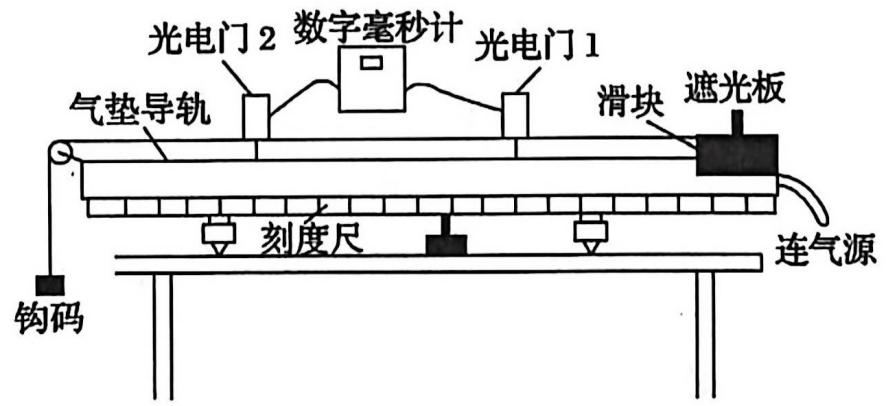 光电门2
数字毫秒计
光电门1
气垫导轨
滑块
遮光板
刻度尺
连气源
钩码